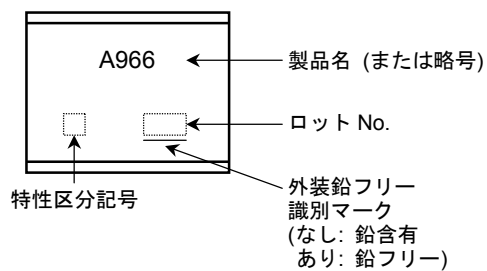 A966
製品名 (または略号)
ロット No.
特性区分記号
外装鉛フリー
識別マーク
(なし: 鉛含有
あり: 鉛フリー)